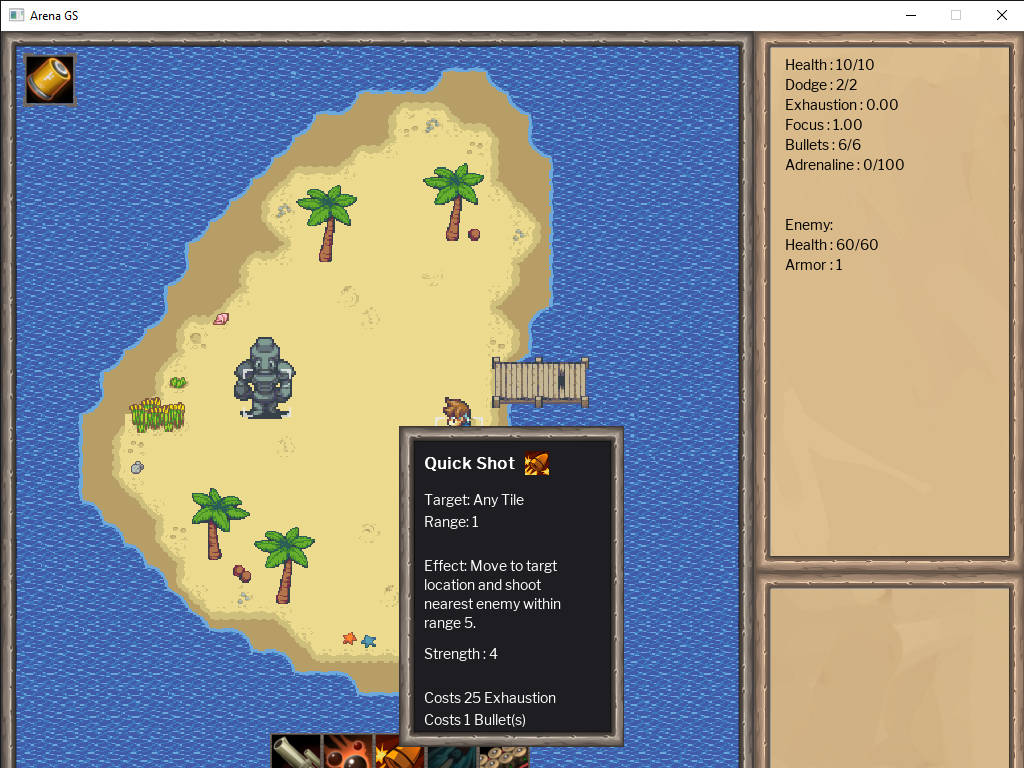 Arena GS
Health : 10/10
Dodge : 2/2
Exhaustion : 0.00
Focus : 1.00
Bullets : 6/6
Adrenaline : 0/100
Enemy:
Health : 60/60
Armor : 1
Quick Shot
Target: Any Tile
Range: 1
Effect: Move to targt
location and shoot
nearest enemy within
range 5.
Strength : 4
Costs 25 Exhaustion
Costs 1 Bullet(s)